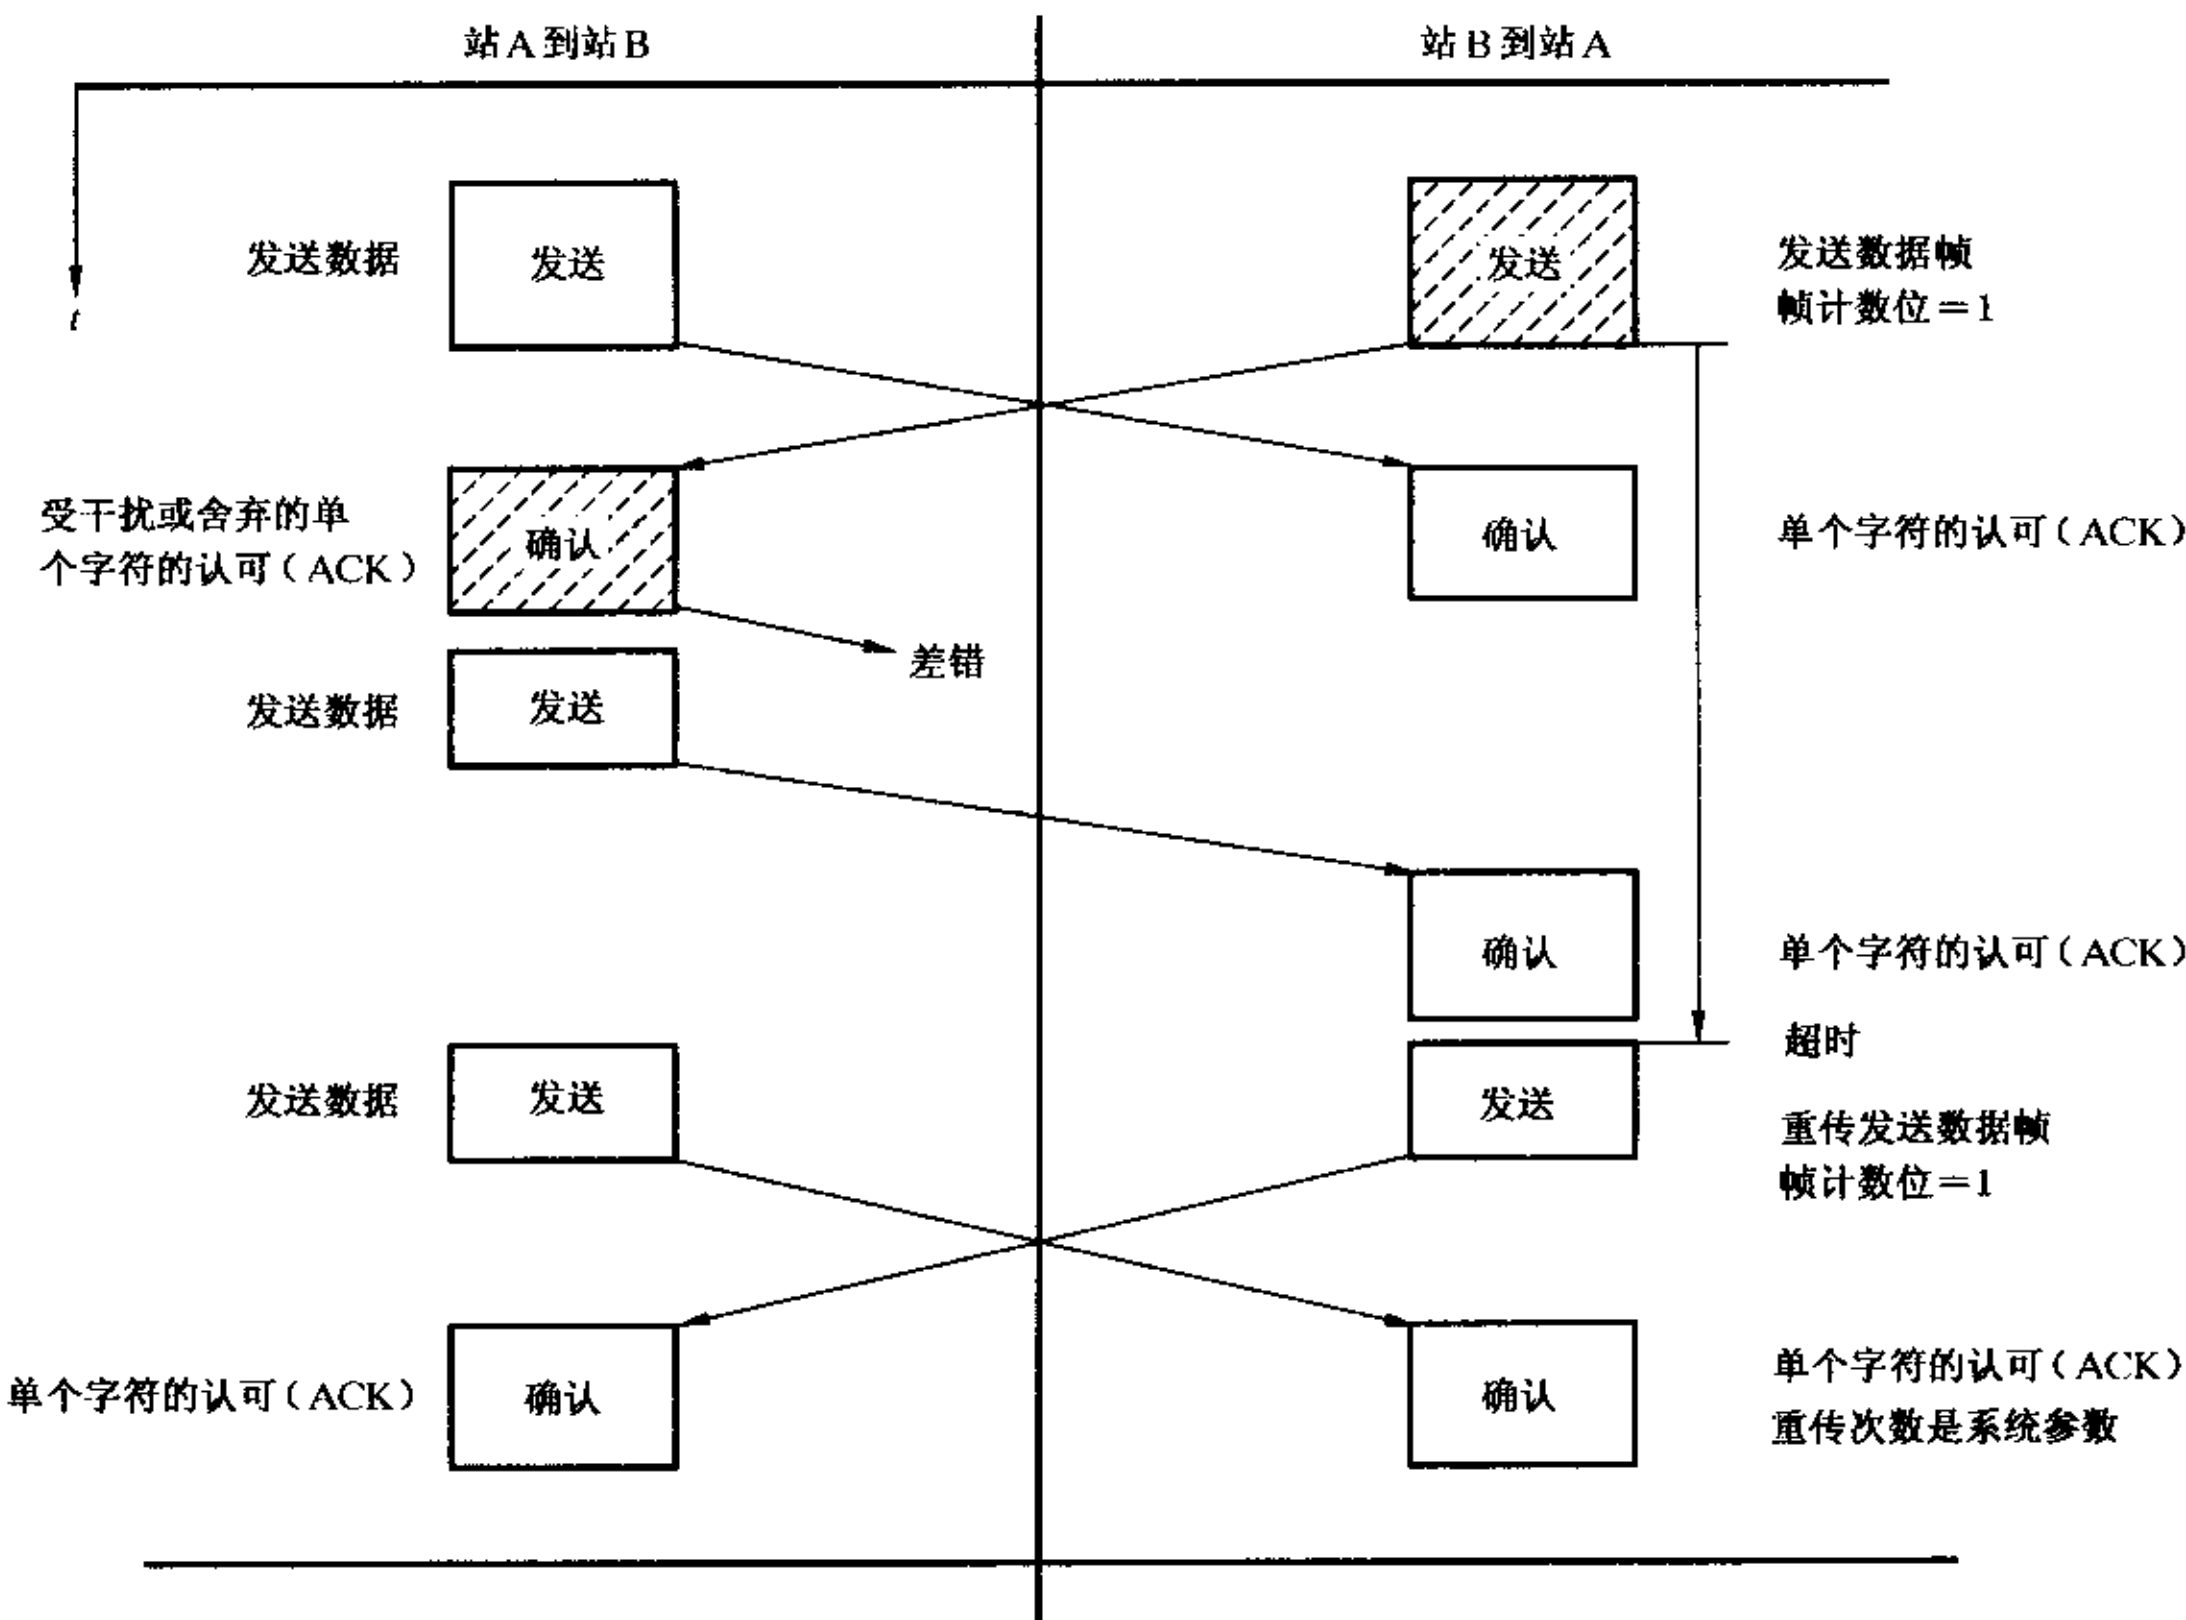 站A到站B
站B到站A
t
发送数据
发送
发送
发送数据帧
帧计数位=1
受干扰或舍弃的单
个字符的认可(ACK)
确认
确认
单个字符的认可(ACK)
差错
发送数据
发送
确认
单个字符的认可(ACK)
超时
发送数据
发送
发送
重传发送数据帧
帧计数位=1
单个字符的认可(ACK)
确认
确认
单个字符的认可(ACK)
重传次数是系统参数